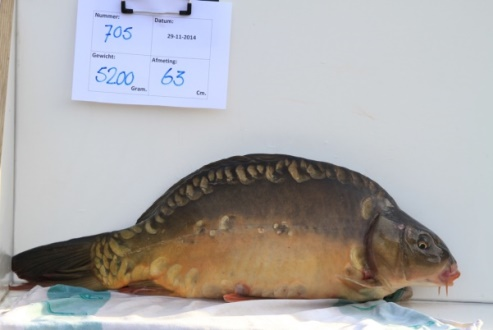 Nummer: Datum:
705 29-11-2014
Gewicht: Afmeting:
5200 Gram. 63 Cm.